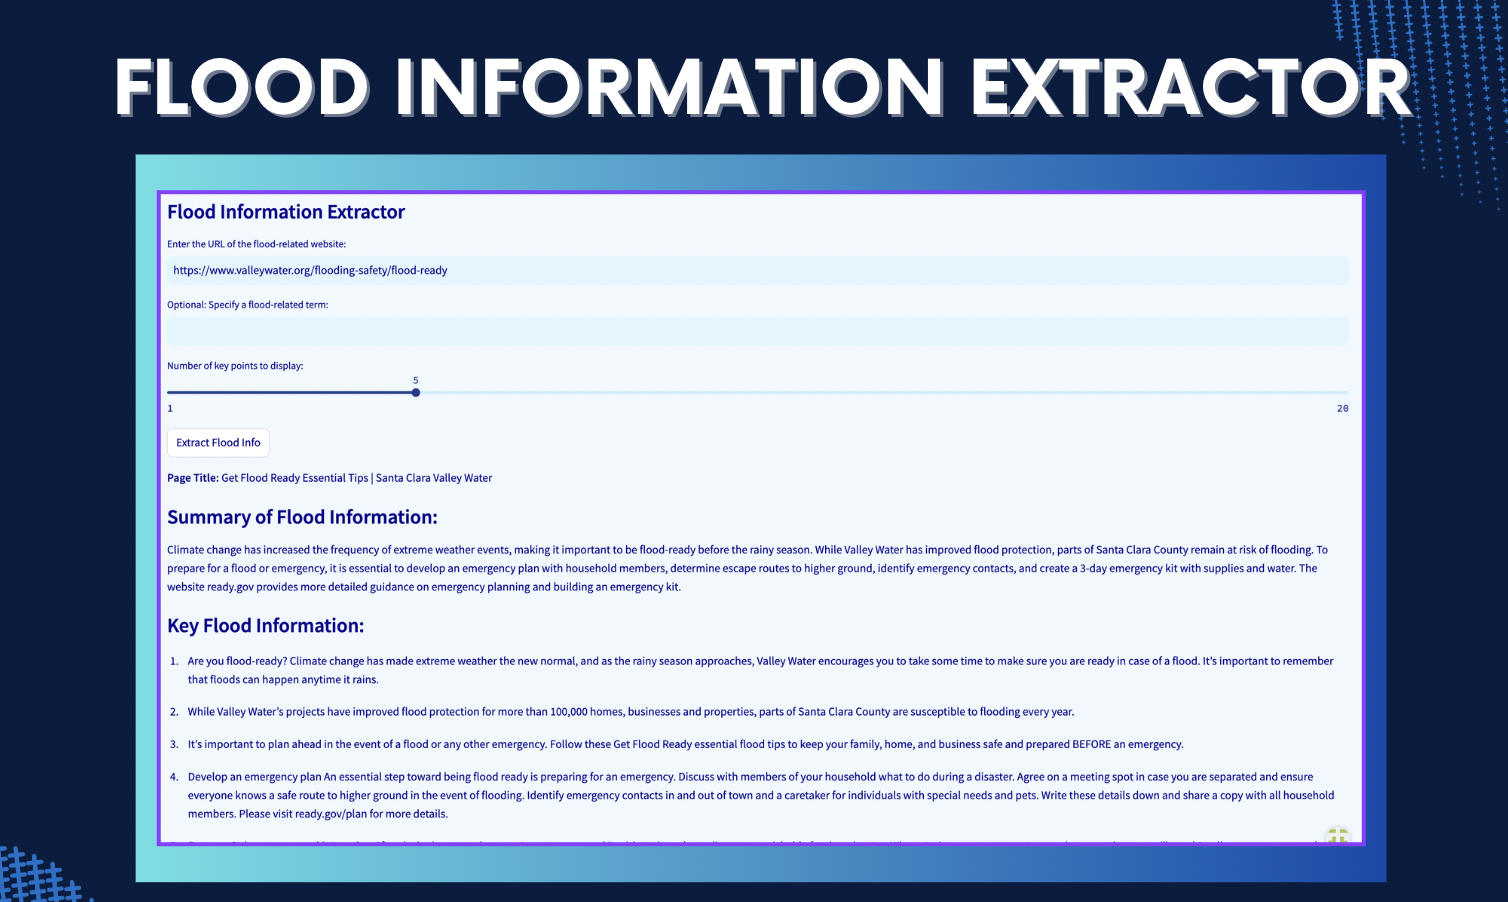 FLOOD INFORMATION EXTRACTOR
Flood Information Extractor
Enter the URL of the flood-related website:
https://www.valleywater.org/flooding-safety/flood-ready
Optional: Specify a flood-related term:
Number of key points to display:
5
1
20
Extract Flood Info
Page Title: Get Flood Ready Essential Tips | Santa Clara Valley Water
Summary of Flood Information:
Climate change has increased the frequency of extreme weather events, making it important to be flood-ready before the rainy season. While Valley Water has improved flood protection, parts of Santa Clara County remain at risk of flooding. To
prepare for a flood or emergency, it is essential to develop an emergency plan with household members, determine escape routes to higher ground, identify emergency contacts, and create a 3-day emergency kit with supplies and water. The
website ready.gov provides more detailed guidance on emergency planning and building an emergency kit.
Key Flood Information:
1. Are you flood-ready? Climate change has made extreme weather the new normal, and as the rainy season approaches, Valley Water encourages you to take some time to make sure you are ready in case of a flood. It's important to remember
that floods can happen anytime it rains.
2. While Valley Water's projects have improved flood protection for more than 100,000 homes, businesses and properties, parts of Santa Clara County are susceptible to flooding every year.
3. It's important to plan ahead in the event of a flood or any other emergency. Follow these Get Flood Ready essential flood tips to keep your family, home, and business safe and prepared BEFORE an emergency.
4. Develop an emergency plan An essential step toward being flood ready is preparing for an emergency. Discuss with members of your household what to do during a disaster. Agree on a meeting spot in case you are separated and ensure
everyone knows a safe route to higher ground in the event of flooding. Identify emergency contacts in and out of town and a caretaker for individuals with special needs and pets. Write these details down and share a copy with all household
members. Please visit ready.gov/plan for more details.